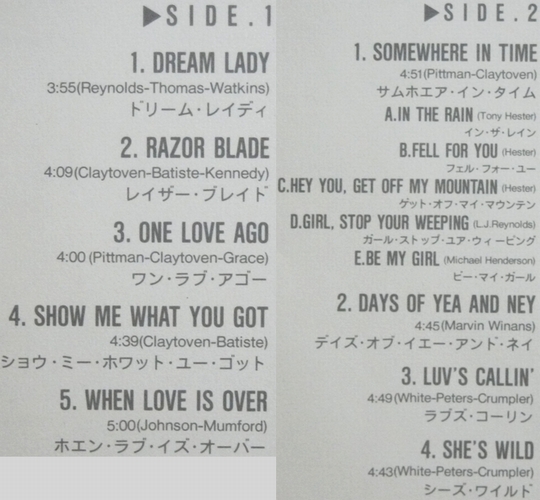 ▶SIDE.1
1. DREAM LADY
3:55(Reynolds-Thomas-Watkins)
ドリーム・レイディ
2. RAZOR BLADE
4:09(Claytoven-Batiste-Kennedy)
レイザー・ブレイド
3. ONE LOVE AGO
4:00(Pittman-Claytoven-Grace)
ワン・ラブ・アゴー
4. SHOW ME WHAT YOU GOT
4:39(Claytoven-Batiste)
ショウ・ミー・ホワット・ユー・ゴット
5. WHEN LOVE IS OVER
5:00(Johnson-Mumford)
ホエン・ラブ・イズ・オーバー
▶SIDE.2
1. SOMEWHERE IN TIME
4:51(Pittman-Claytoven)
サムホエア・イン・タイム
A.IN THE RAIN (Tony Hester)
イン・ザ・レイン
B.FELL FOR YOU (Hester)
フェル・フォー・ユー
C.HEY YOU, GET OFF MY MOUNTAIN (Hester)
ゲット・オフ・マイ・マウンテン
D.GIRL, STOP YOUR WEEPING (L.J.Reynolds)
ガール・ストップ・ユア・ウィーピング
E.BE MY GIRL (Michael Henderson)
ビー・マイ・ガール
2. DAYS OF YEA AND NEY
4:45(Marvin Winans)
デイズ・オブ・イエー・アンド・ネイ
3. LUV'S CALLIN'
4:49(White-Peters-Crumpler)
ラブズ・コーリン
4. SHE'S WILD
4:43(White-Peters-Crumpler)
シーズ・ワイルド